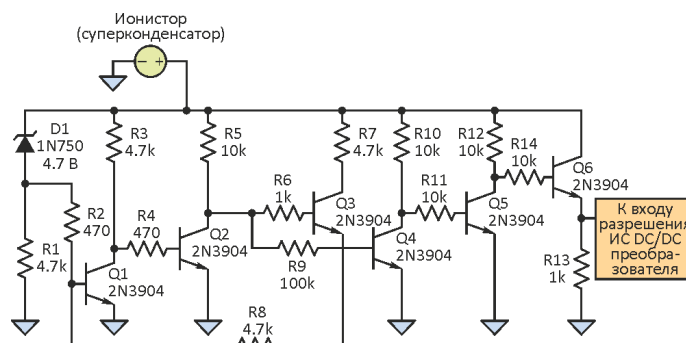 Ионистор
(суперконденсатор)
D1
1N750
4.7 В
R3
4.7k
R5
10k
R7
4.7k
R10
10k
R12
10k
R14
10k
Q6
2N3904
R6
1k
Q3
2N3904
R11
10k
Q5
2N3904
R2
470
R4
470
Q2
2N3904
R1
4.7k
Q1
2N3904
R9
100k
Q4
2N3904
R13
1k
К входу
разрешения
ИС DC/DC
преобра-
зователя
R8
4.7k